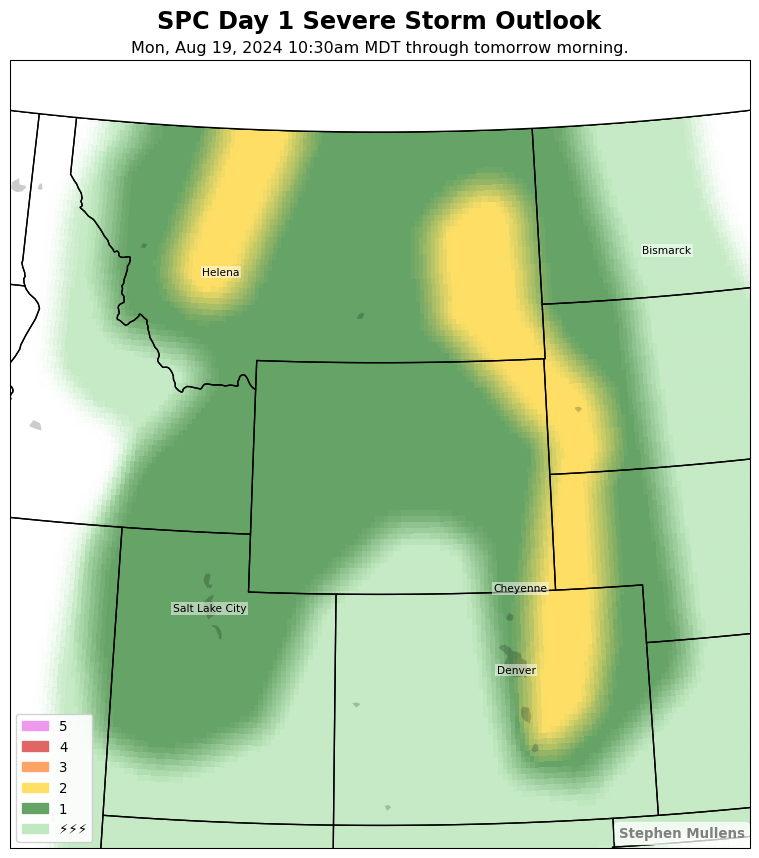 SPC Day 1 Severe Storm Outlook
Mon, Aug 19, 2024 10:30am MDT through tomorrow morning.
Bismarck
Helena
Cheyenne
Salt Lake City
Denver
5
4
3
2
1
⚡⚡⚡
Stephen Mullens